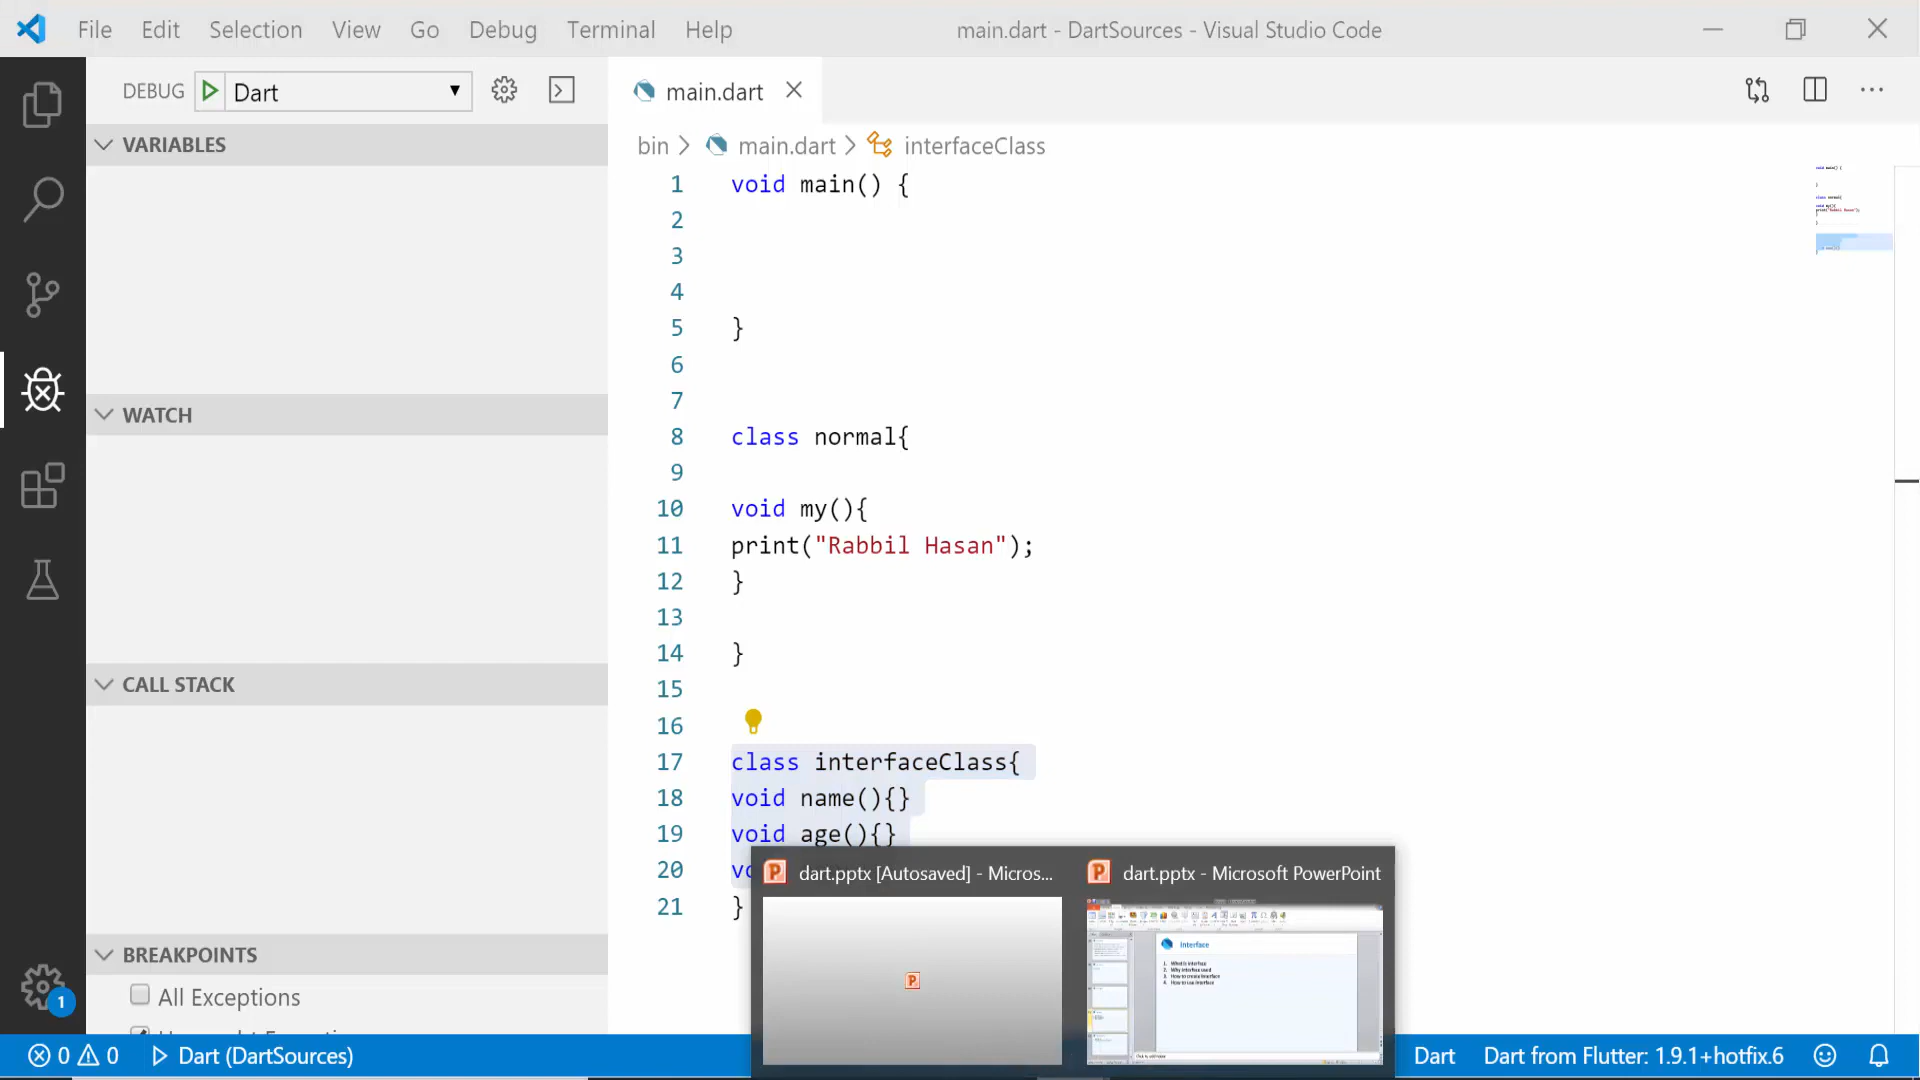 File Edit Selection View Go Debug Terminal Help
main.dart - DartSources - Visual Studio Code
DEBUG Dart
main.dart
VARIABLES
bin main.dart interfaceClass
1 void main() {
2
3
4
5 }
6
7
8 class normal{
9
10 void my(){
11 print("Rabbil Hasan");
12 }
13
14 }
15
16
17 class interfaceClass{
18 void name(){}
19 void age(){}
20
21 }
WATCH
CALL STACK
BREAKPOINTS
All Exceptions
dart.pptx [Autosaved] - Micros...
dart.pptx - Microsoft PowerPoint
Interface
1. What is interface
2. Why interface used
3. How to create interface
4. How to use interface
1
0 0 Dart (DartSources)
Dart Dart from Flutter: 1.9.1+hotfix.6